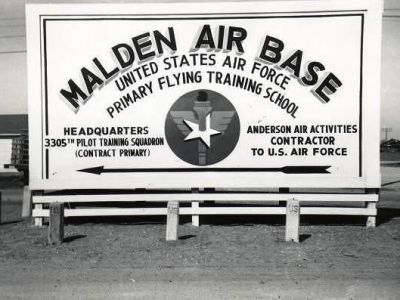 MALDEN AIR BASE
UNITED STATES AIR FORCE
PRIMARY FLYING TRAINING SCHOOL
HEADQUARTERS
3305TH PILOT TRAINING SQUADRON
(CONTRACT PRIMARY)
ANDERSON AIR ACTIVITIES
CONTRACTOR
TO U.S. AIR FORCE
US